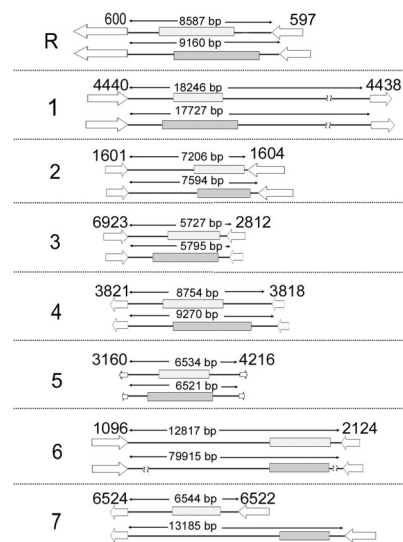 600 8587 bp 597
R
9160 bp
4440 18246 bp 4438
1
17727 bp
1601 7206 bp 1604
2
7594 bp
6923 5727 bp 2812
3
5795 bp
3821 8754 bp 3818
4
9270 bp
3160 6534 bp 4216
5
6521 bp
1096 12817 bp 2124
6
79915 bp
6524 6544 bp 6522
7
13185 bp